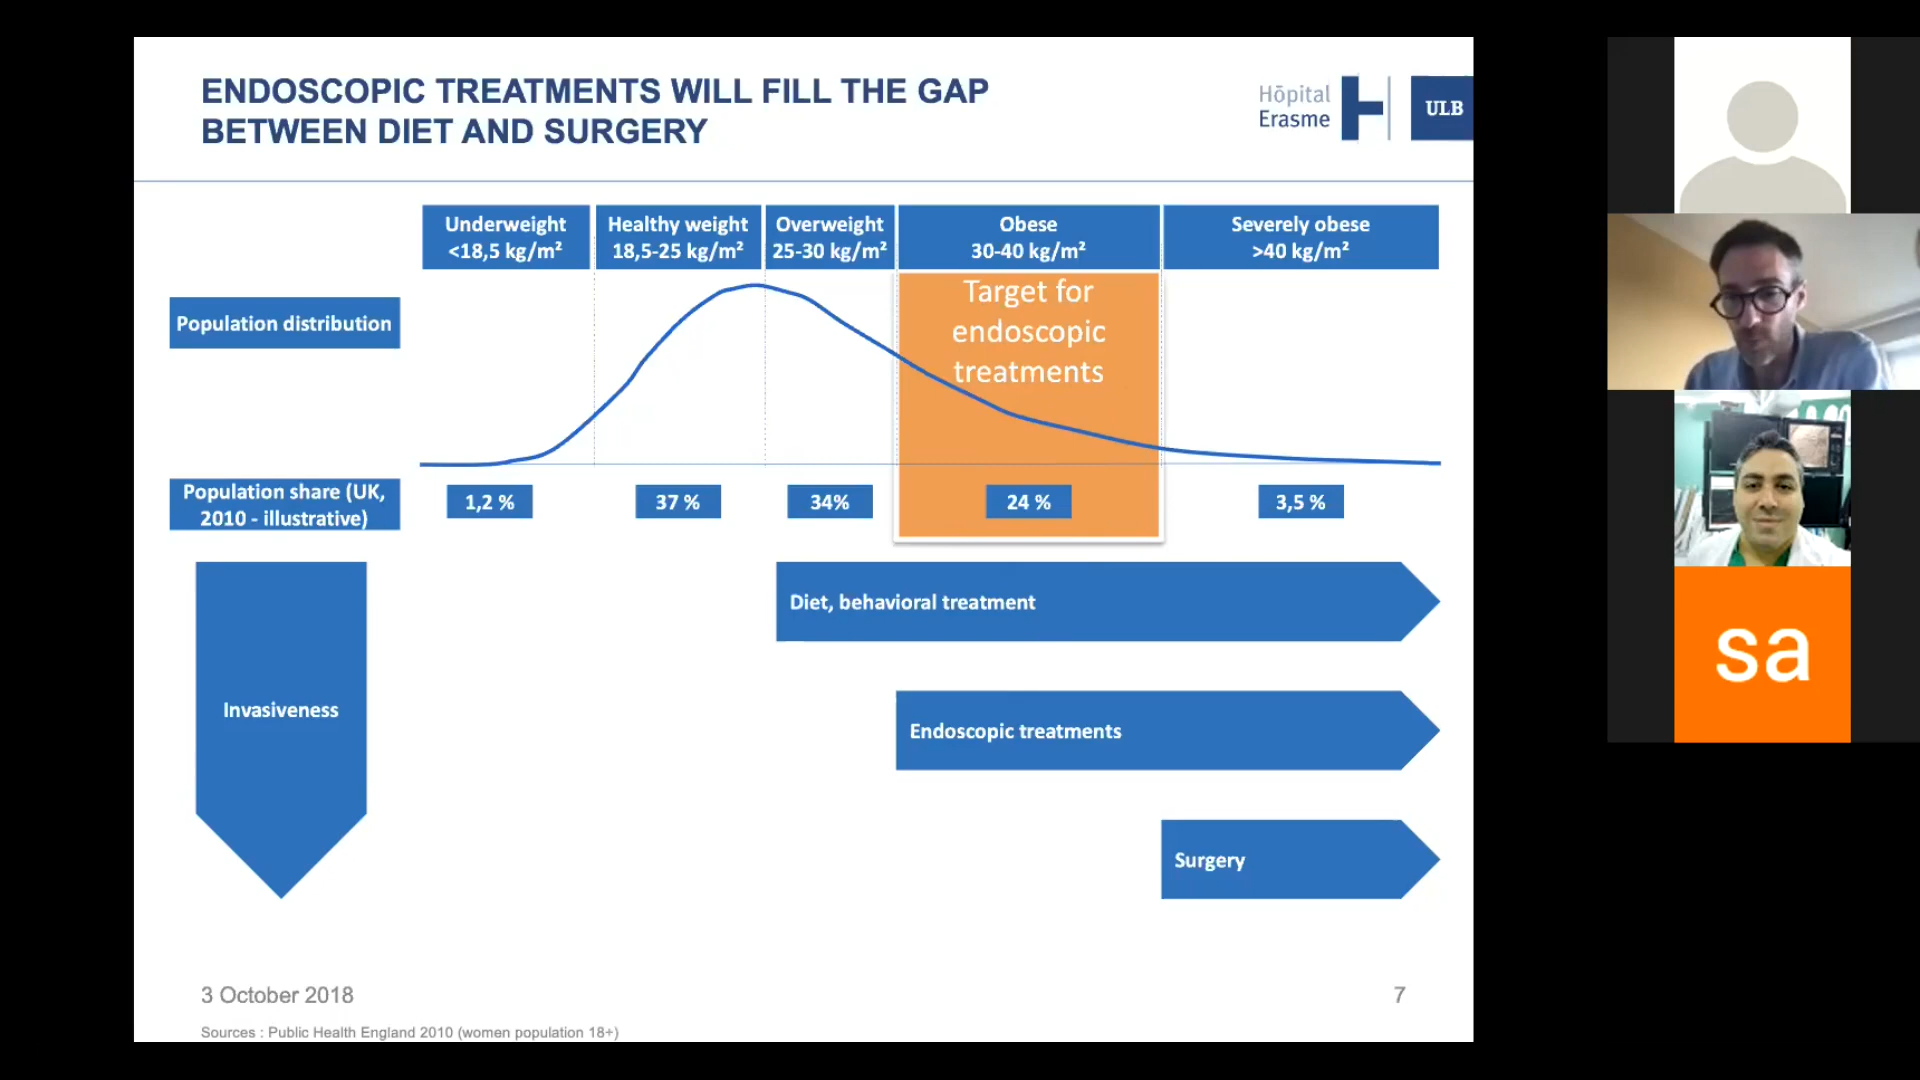 ENDOSCOPIC TREATMENTS WILL FILL THE GAP
BETWEEN DIET AND SURGERY
Hôpital
Erasme
ULB
Underweight
<18,5 kg/m²
Healthy weight
18,5-25 kg/m²
Overweight
25-30 kg/m²
Obese
30-40 kg/m²
Severely obese
>40 kg/m²
Population distribution
Target for
endoscopic
treatments
Population share (UK,
2010 - illustrative)
1,2 %
37 %
34%
24 %
3,5 %
Invasiveness
Diet, behavioral treatment
Endoscopic treatments
Surgery
3 October 2018
7
Sources : Public Health England 2010 (women population 18+)
sa